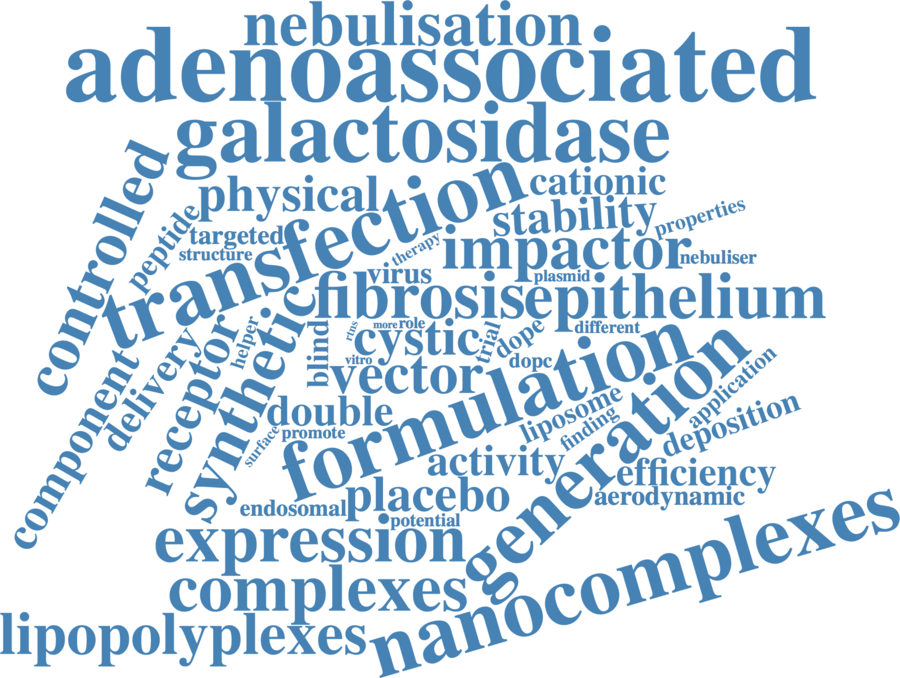 nebulisation
adenoassociated
galactosidase
controlled
physical
transfection
cationic
peptide
stability
properties
targeted
structure
therapy
impactor
nebuliser
virus
plasmid
fibrosis
epithelium
synthetic
receptor
helper
blind
rtns
more
role
cystic
trial
dope
different
vitro
dopc
component
delivery
vector
formulation
generation
application
double
liposome
finding
deposition
surface
promote
activity
efficiency
aerodynamic
endosomal
placebo
potential
expression
complexes
nanocomplexes
lipopolyplexes